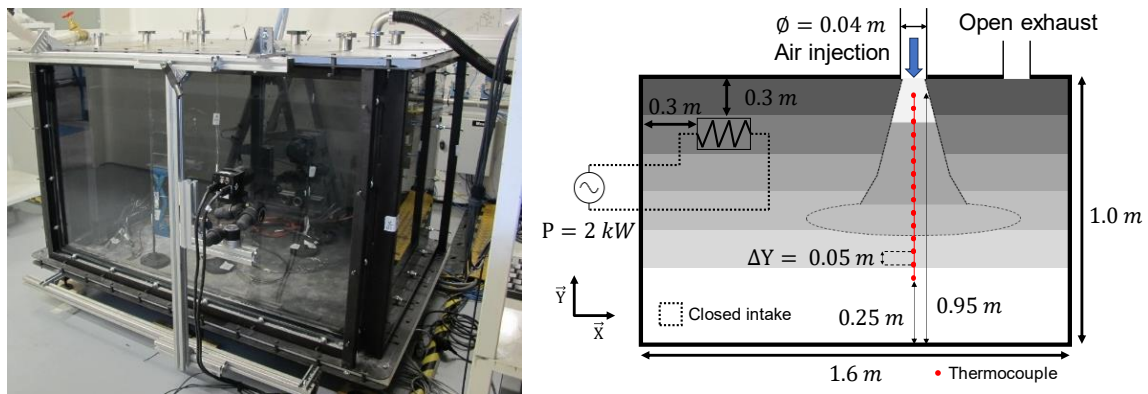 Ø = 0.04 m
Air injection
Open exhaust
0.3 m
0.3 m
P = 2 kW
1.0 m
ΔY = 0.05 m
Y
X
Closed intake
0.25 m
0.95 m
1.6 m
Thermocouple